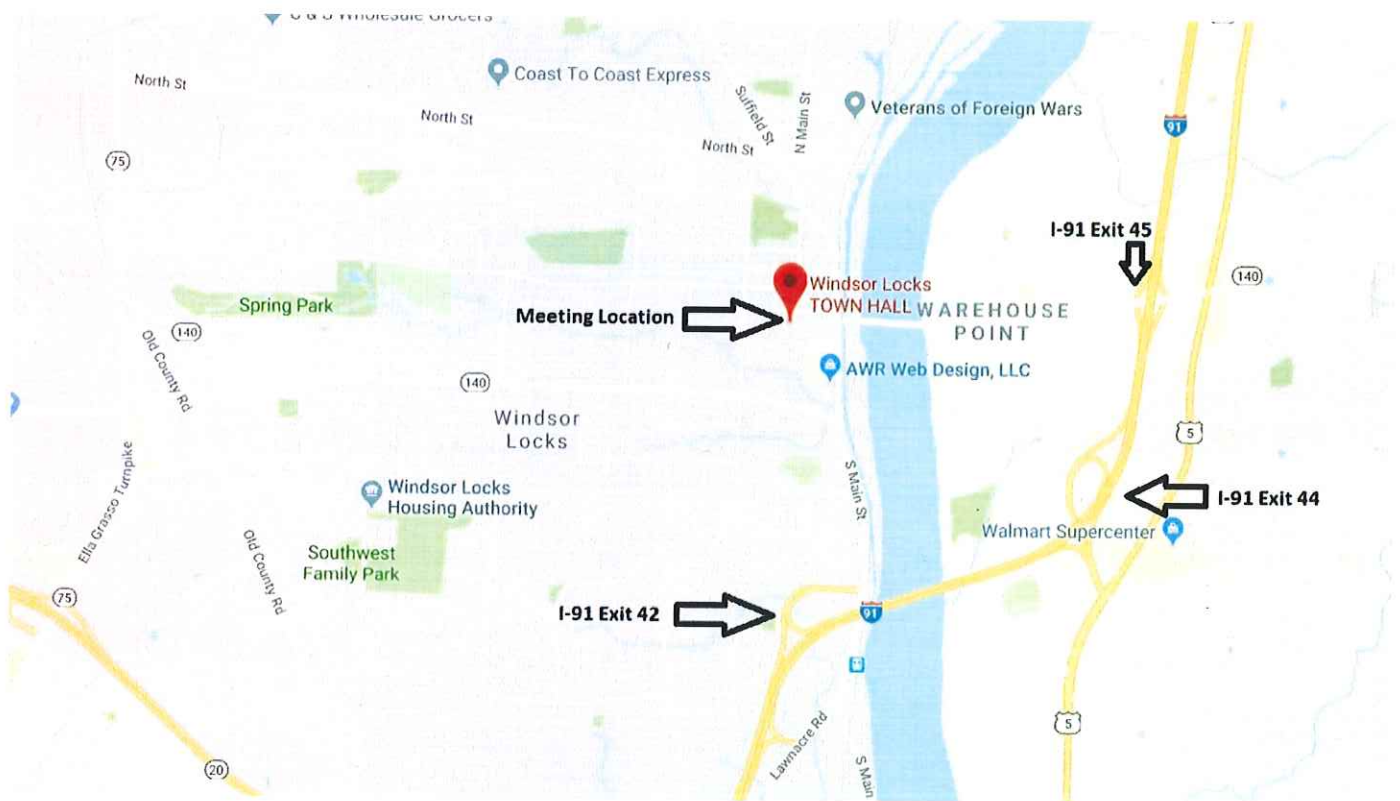 C & S Wholesale Grocers
North St
Coast To Coast Express
Suffield St
N Main St
Veterans of Foreign Wars
North St
North St
91
75
I-91 Exit 45
140
Windsor Locks
TOWN HALL
WAREHOUSE
POINT
Spring Park
Meeting Location
140
Old County Rd
AWR Web Design, LLC
140
Windsor
Locks
5
Ella Grasso Turnpike
S Main St
Windsor Locks
Housing Authority
I-91 Exit 44
Walmart Supercenter
Old County Rd
Southwest
Family Park
75
I-91 Exit 42
91
5
Lawnacre Rd
S Main
20